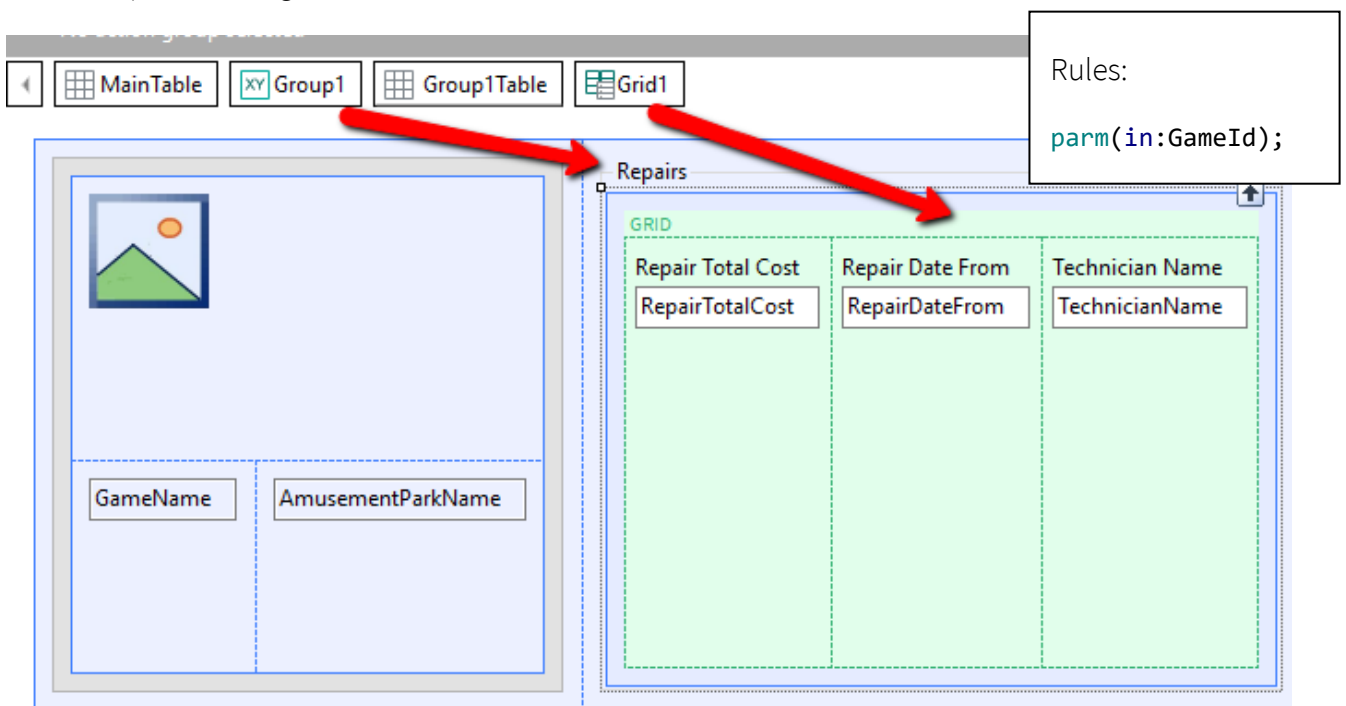 MainTable
XY Group1
Group1Table
Grid1
Rules:
parm(in:GameId);
Repairs
GRID
Repair Total Cost
Repair Date From
Technician Name
RepairTotalCost
RepairDateFrom
TechnicianName
GameName
AmusementParkName